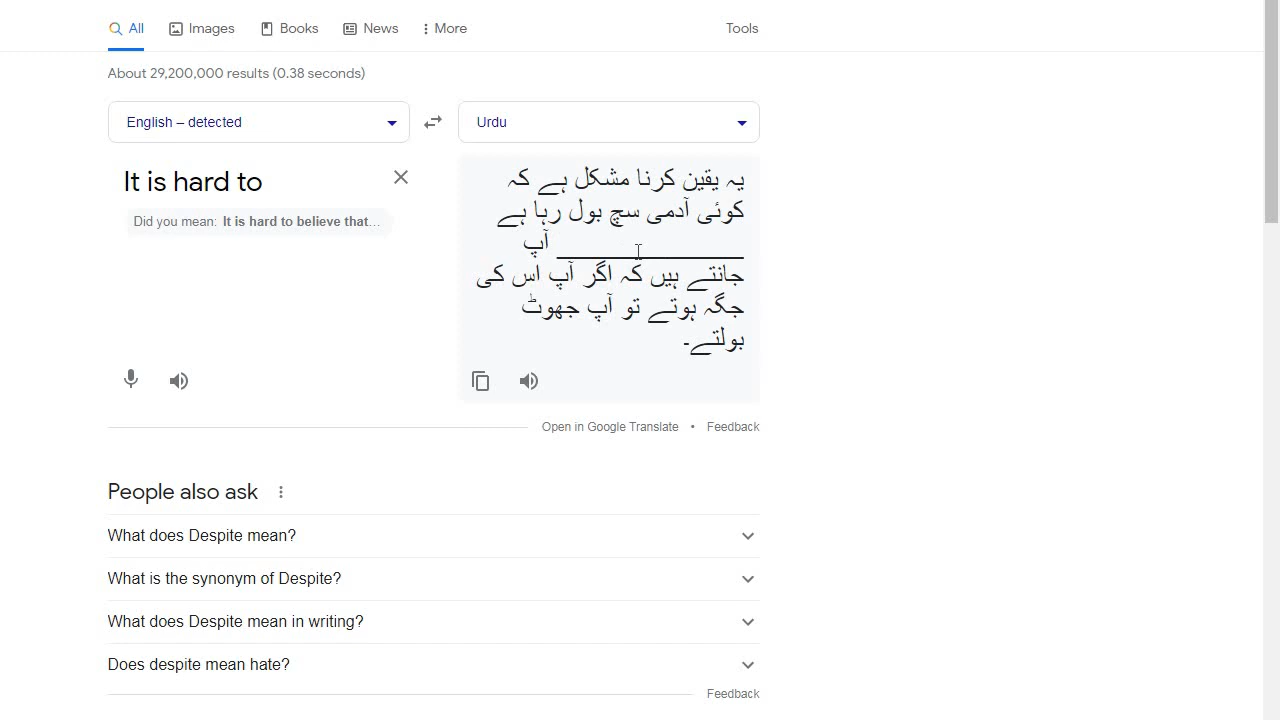 All
Images
Books
News
More
Tools
About 29,200,000 results (0.38 seconds)
English – detected
Urdu
It is hard to
Did you mean: It is hard to believe that...
یہ یقین کرنا مشکل ہے کہ
کوئی آدمی سچ بول رہا ہے
______________ آپ
جانتے ہیں کہ اگر آپ اس کی
جگہ ہوتے تو آپ جھوٹ
بولتے۔
Open in Google Translate • Feedback
People also ask
What does Despite mean?
What is the synonym of Despite?
What does Despite mean in writing?
Does despite mean hate?
Feedback